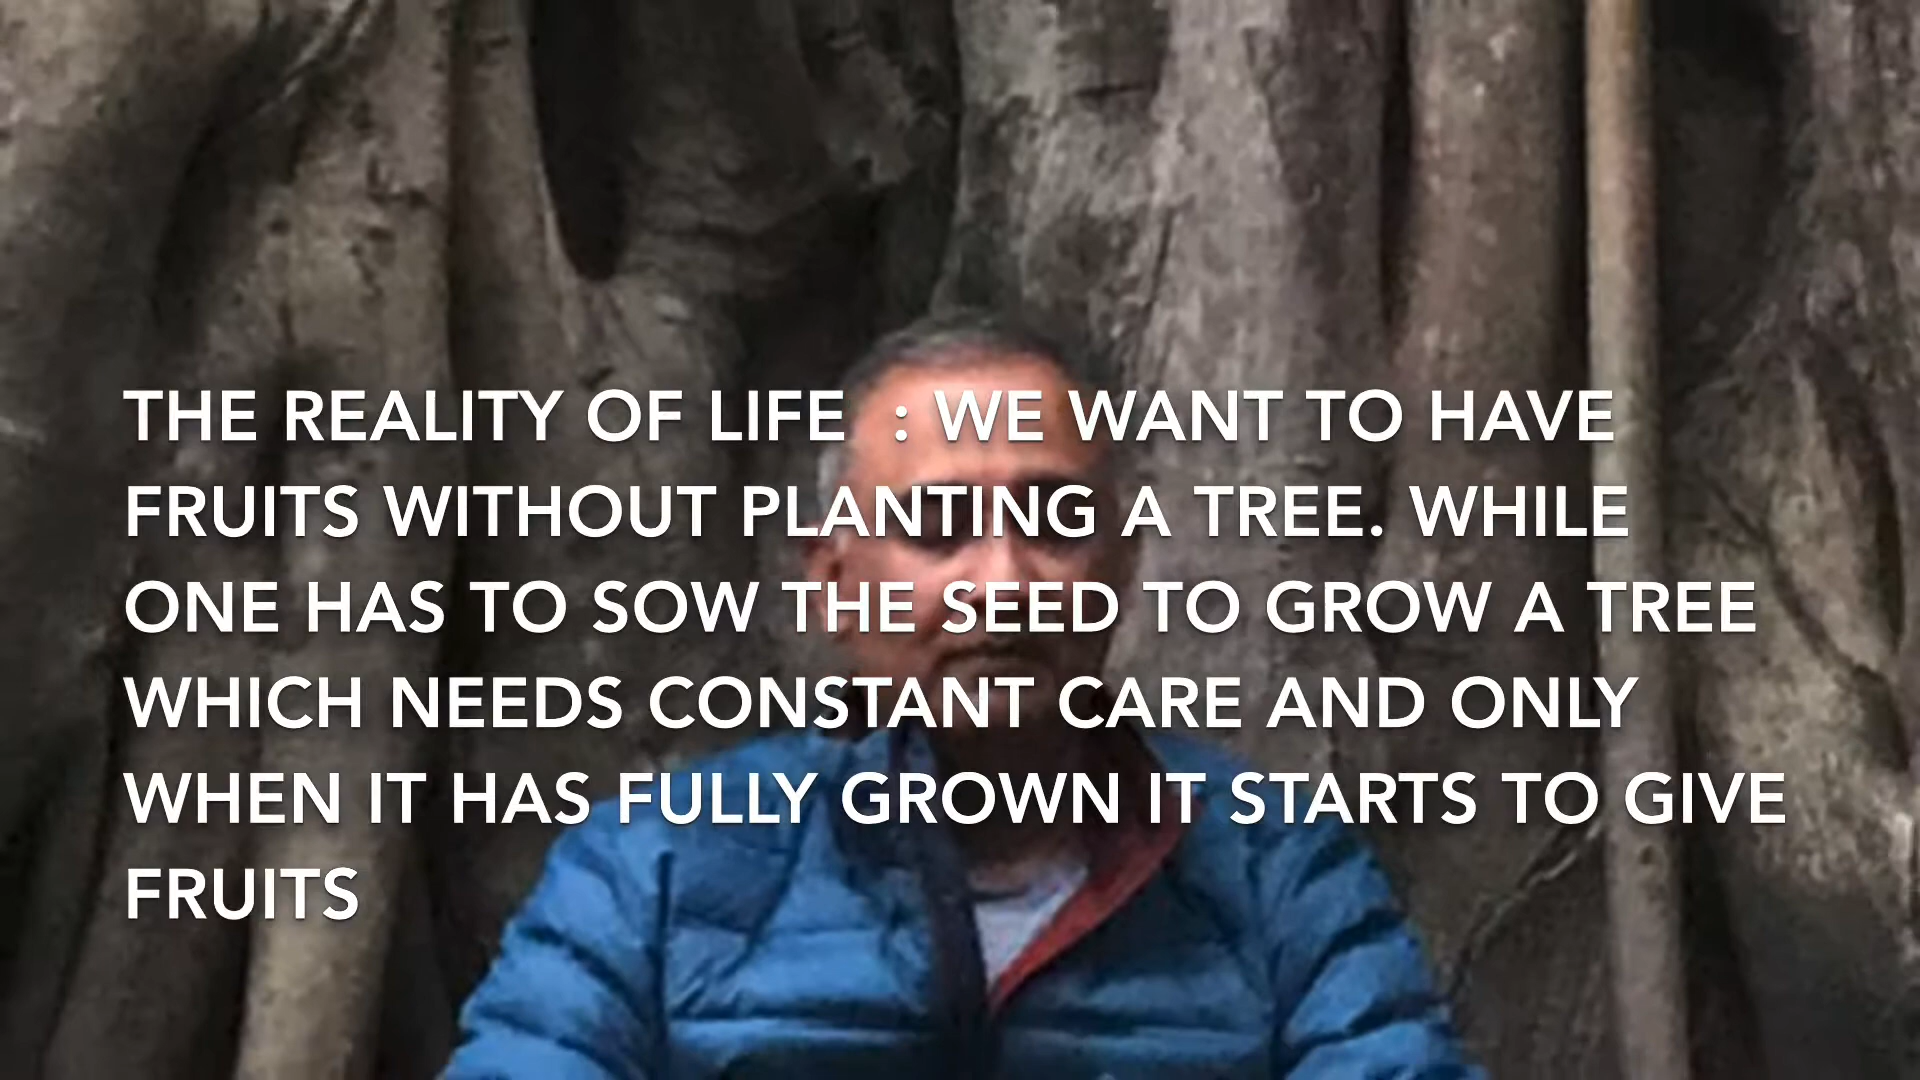 THE REALITY OF LIFE  : WE WANT TO HAVE
FRUITS WITHOUT PLANTING A TREE. WHILE
ONE HAS TO SOW THE SEED TO GROW A TREE
WHICH NEEDS CONSTANT CARE AND ONLY
WHEN IT HAS FULLY GROWN IT STARTS TO GIVE
FRUITS